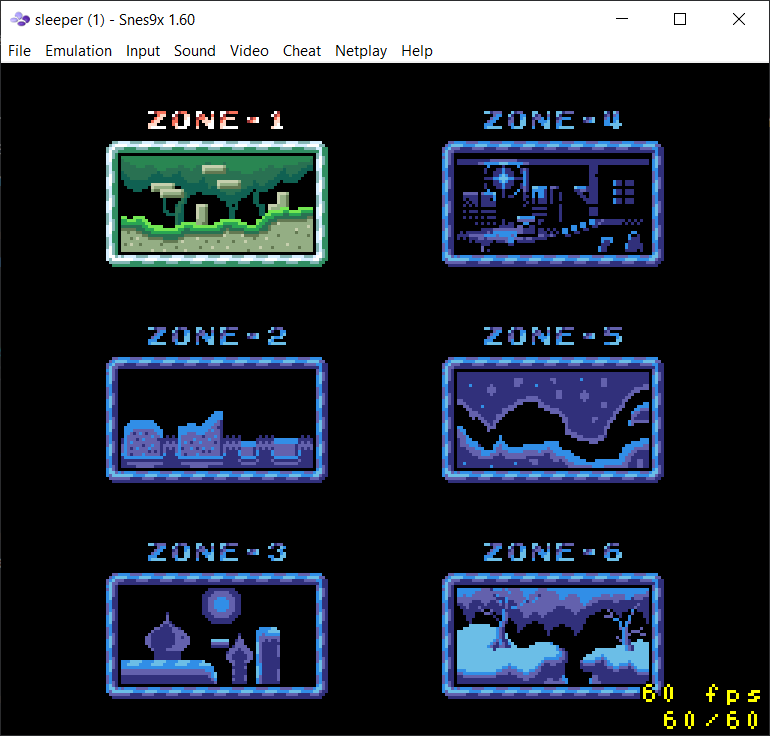 sleeper (1) - Snes9x 1.60
File Emulation Input Sound Video Cheat Netplay Help
ZONE-1
ZONE-4
ZONE-2
ZONE-5
ZONE-3
ZONE-6
60 fps
60/60